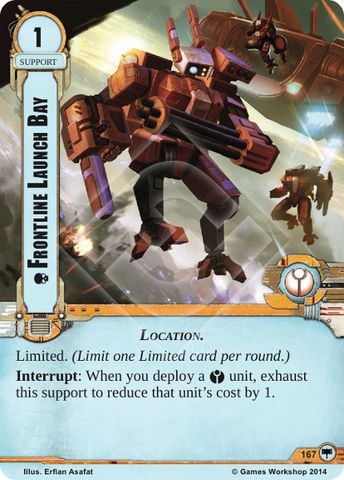 1
SUPPORT
FRONTLINE LAUNCH BAY
LOCATION.
Limited. (Limit one Limited card per round.)
Interrupt: When you deploy a unit, exhaust
this support to reduce that unit's cost by 1.
167
Illus. Erfian Asafat
© Games Workshop 2014